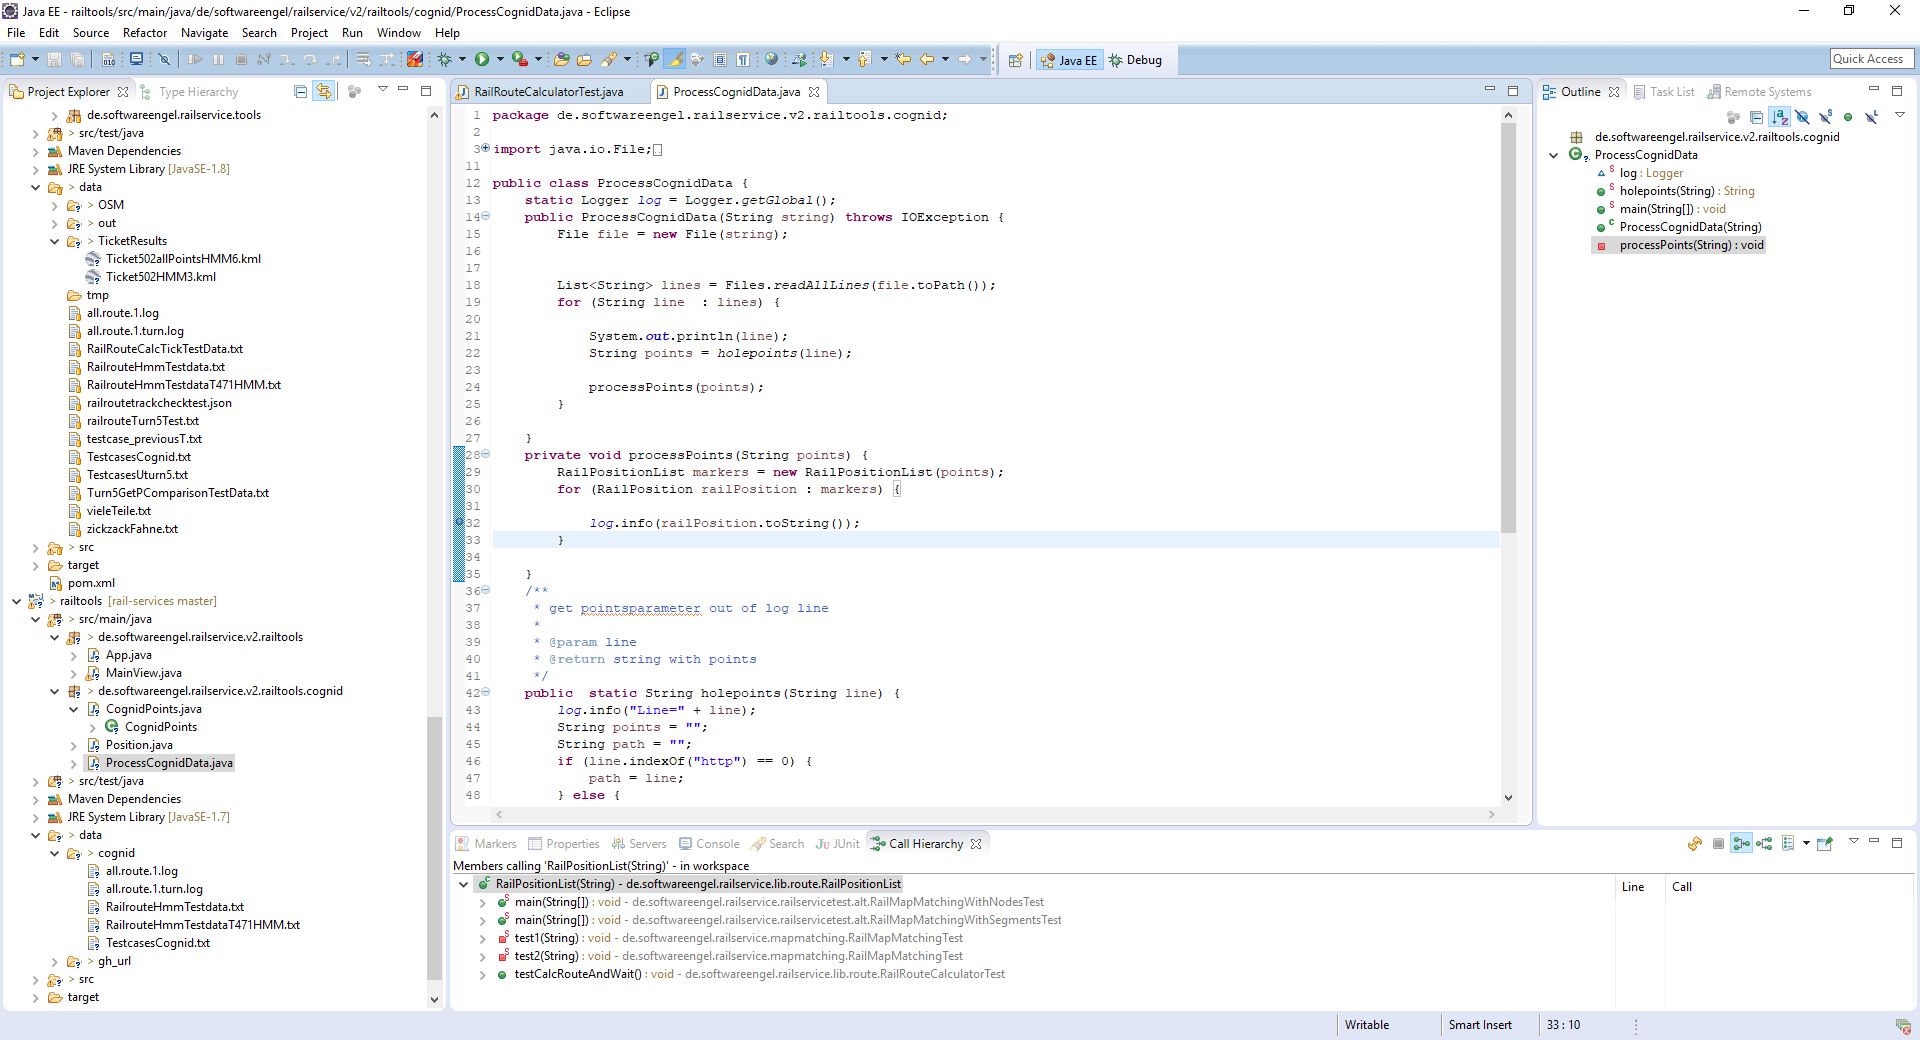 Java EE - railtools/src/main/java/de/softwareengel/railservice/v2/railtools/cognid/ProcessCognidData.java - Eclipse
File Edit Source Refactor Navigate Search Project Run Window Help
Java EE Debug Quick Access
Project Explorer Type Hierarchy
de.softwareengel.railservice.tools
> src/test/java
Maven Dependencies
JRE System Library [JavaSE-1.8]
> data
> OSM
> out
> TicketResults
Ticket502allPointsHMM6.kml
Ticket502HMM3.kml
tmp
all.route.1.log
all.route.1.turn.log
RailRouteCalcTickTestData.txt
RailrouteHmmTestdata.txt
RailrouteHmmTestdataT471HMM.txt
railroutetrackchecktest.json
railrouteTurn5Test.txt
testcase_previousT.txt
TestcasesCognid.txt
TestcasesUturn5.txt
Turn5GetPComparisonTestData.txt
vieleTeile.txt
zickzackFahne.txt
> src
target
pom.xml
> railtools [rail-services master]
> src/main/java
> de.softwareengel.railservice.v2.railtools
App.java
MainView.java
> de.softwareengel.railservice.v2.railtools.cognid
CognidPoints.java
CognidPoints
Position.java
ProcessCognidData.java
> src/test/java
Maven Dependencies
JRE System Library [JavaSE-1.7]
> data
> cognid
all.route.1.log
all.route.1.turn.log
RailrouteHmmTestdata.txt
RailrouteHmmTestdataT471HMM.txt
TestcasesCognid.txt
> gh_url
> src
target
RailRouteCalculatorTest.java ProcessCognidData.java
1 package de.softwareengel.railservice.v2.railtools.cognid;
2
3 import java.io.File;
11
12 public class ProcessCognidData {
13 static Logger log = Logger.getGlobal();
14 public ProcessCognidData(String string) throws IOException {
15 File file = new File(string);
16
17
18 List<String> lines = Files.readAllLines(file.toPath());
19 for (String line : lines) {
20
21 System.out.println(line);
22 String points = holepoints(line);
23
24 processPoints(points);
25 }
26
27 }
28 private void processPoints(String points) {
29 RailPositionList markers = new RailPositionList(points);
30 for (RailPosition railPosition : markers) {
31
32 log.info(railPosition.toString());
33 }
34
35 }
36 /**
37 * get pointsparameter out of log line
38 *
39 * @param line
40 * @return string with points
41 */
42 public static String holepoints(String line) {
43 log.info("Line=" + line);
44 String points = "";
45 String path = "";
46 if (line.indexOf("http") == 0) {
47 path = line;
48 } else {
Outline Task List Remote Systems
de.softwareengel.railservice.v2.railtools.cognid
ProcessCognidData
log : Logger
holepoints(String) : String
main(String[]) : void
ProcessCognidData(String)
processPoints(String) : void
Markers Properties Servers Console Search JUnit Call Hierarchy
Members calling 'RailPositionList(String)' - in workspace
RailPositionList(String) - de.softwareengel.railservice.lib.route.RailPositionList
main(String[]) : void - de.softwareengel.railservice.railservicetest.alt.RailMapMatchingWithNodesTest
main(String[]) : void - de.softwareengel.railservice.railservicetest.alt.RailMapMatchingWithSegmentsTest
test1(String) : void - de.softwareengel.railservice.mapmatching.RailMapMatchingTest
test2(String) : void - de.softwareengel.railservice.mapmatching.RailMapMatchingTest
testCalcRouteAndWait() : void - de.softwareengel.railservice.lib.route.RailRouteCalculatorTest
Line Call
Writable Smart Insert 33 : 10